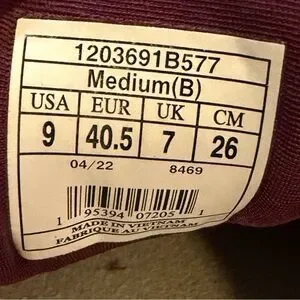 1203691B577
Medium(B)
USA EUR UK CM
9 40.5 7 26
04/22 8469
1 95394 07205 1
MADE IN VIETNAM
FABRIQUE AU VIETNAM